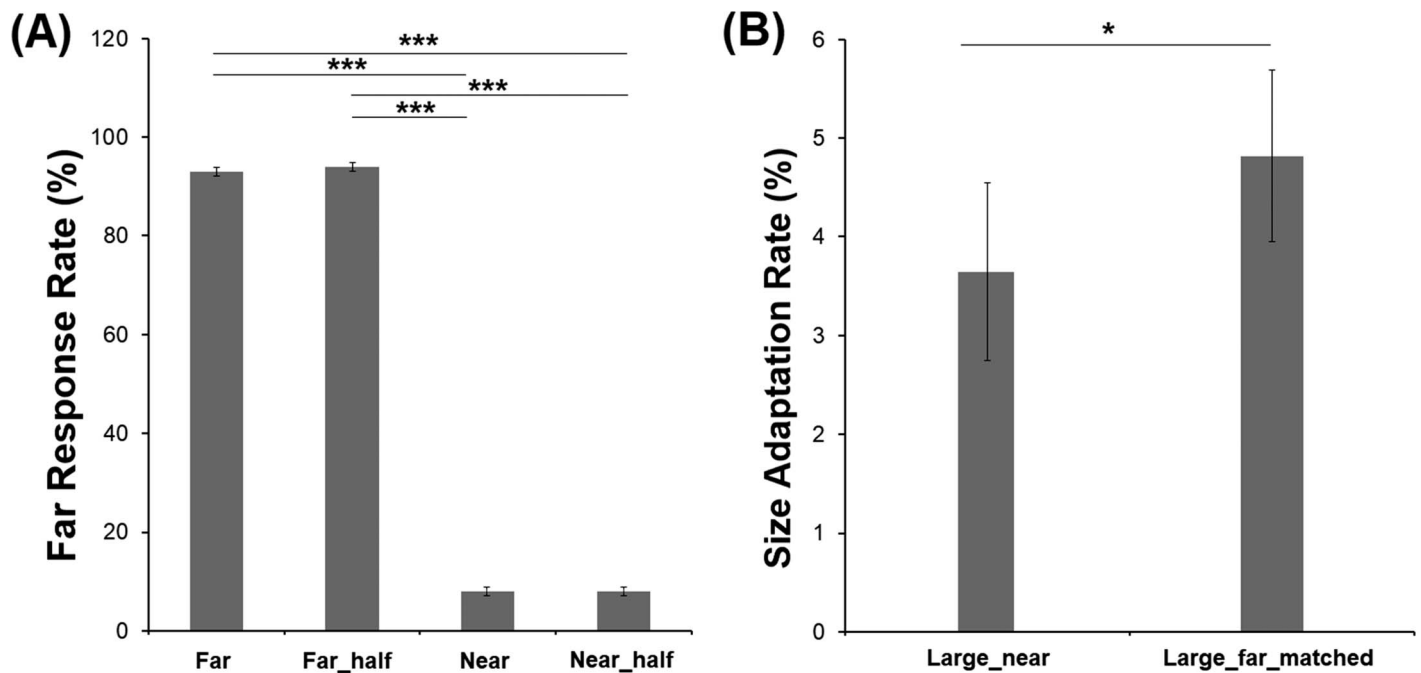 (A)
Far Response Rate (%)
120
100
80
60
40
20
0
***
***
***
***
Far
Far_half
Near
Near_half
(B)
Size Adaptation Rate (%)
6
5
4
3
2
1
0
*
Large_near
Large_far_matched